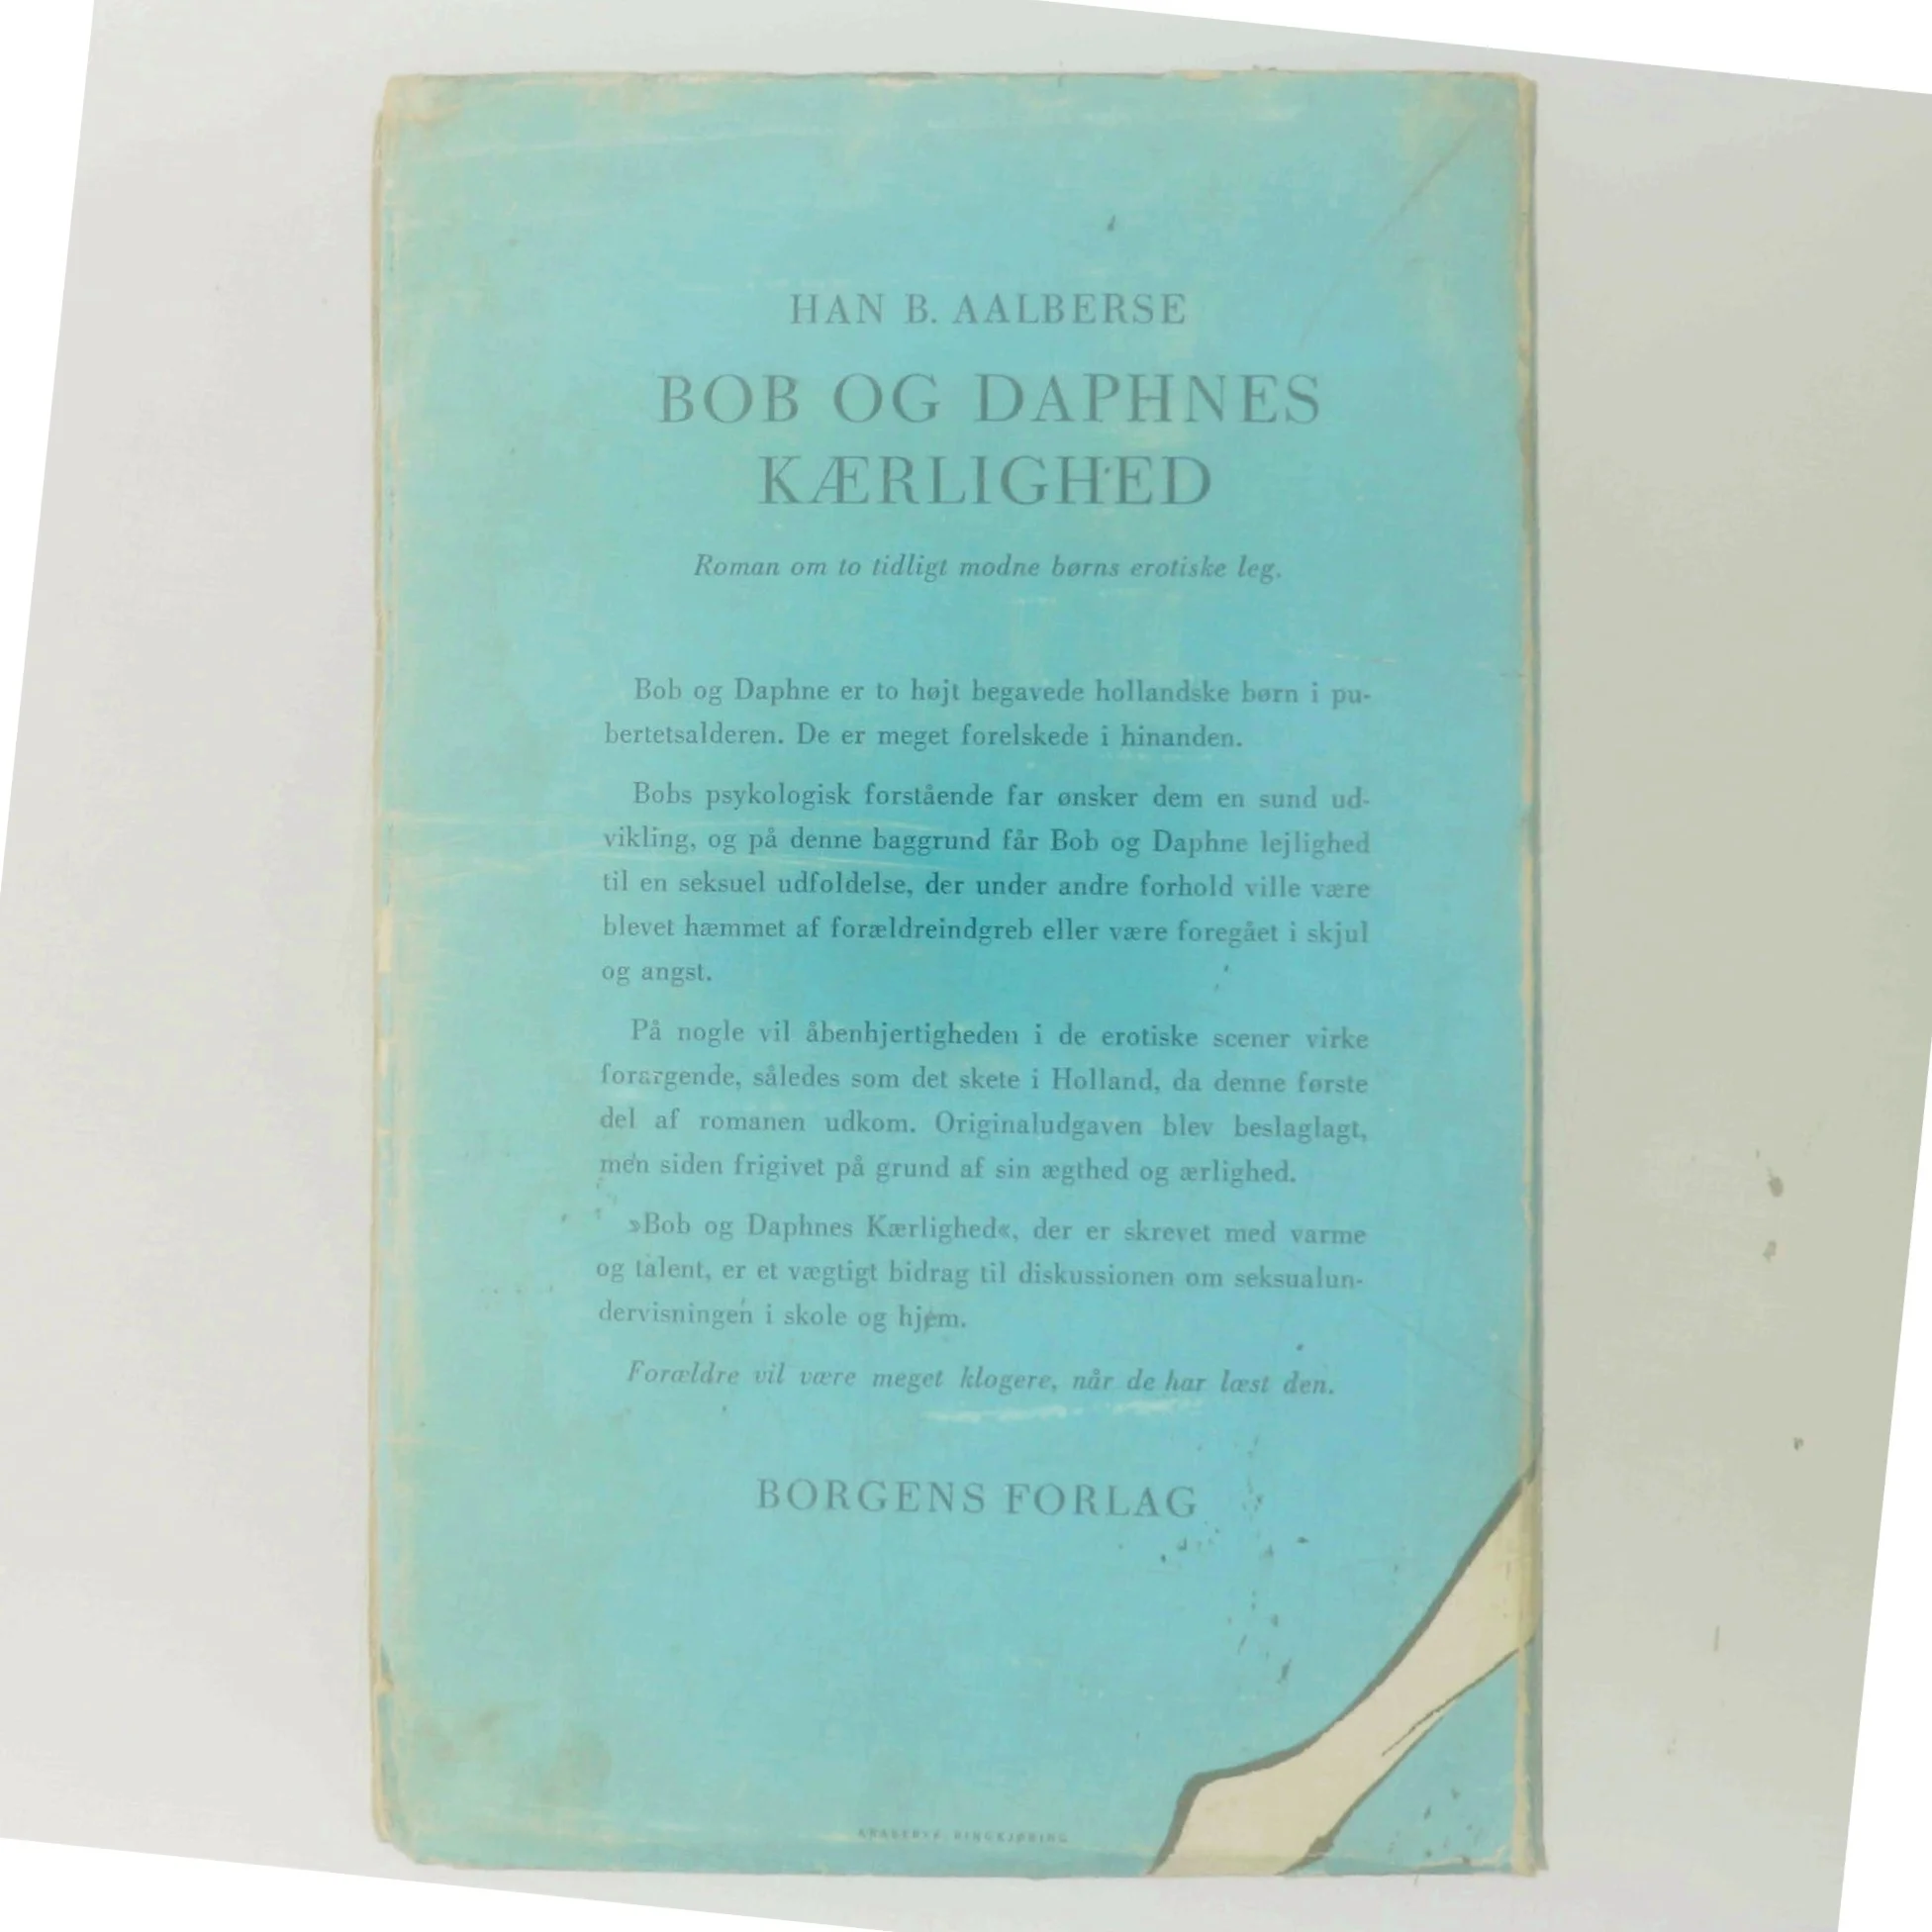 HAN B. AALBERSE
BOB OG DAPHNES
KÆRLIGHED
Roman om to tidligt modne børns erotiske leg.
Bob og Daphne er to højt begavede hollandske børn i pu-
bertetsalderen. De er meget forelskede i hinanden.
Bobs psykologisk forstående far ønsker dem en sund ud-
vikling, og på denne baggrund får Bob og Daphne lejlighed
til en seksuel udfoldelse, der under andre forhold ville være
blevet hæmmet af forældreindgreb eller være foregået i skjul
og angst.
På nogle vil åbenhjertigheden i de erotiske scener virke
forargende, således som det skete i Holland, da denne første
del af romanen udkom. Originaludgaven blev beslaglagt,
men siden frigivet på grund af sin ægthed og ærlighed.
»Bob og Daphnes Kærlighed«, der er skrevet med varme
og talent, er et vægtigt bidrag til diskussionen om seksualun-
dervisningen i skole og hjem.
Forældre vil være meget klogere, når de har læst den.
BORGENS FORLAG
RINGKJØBING